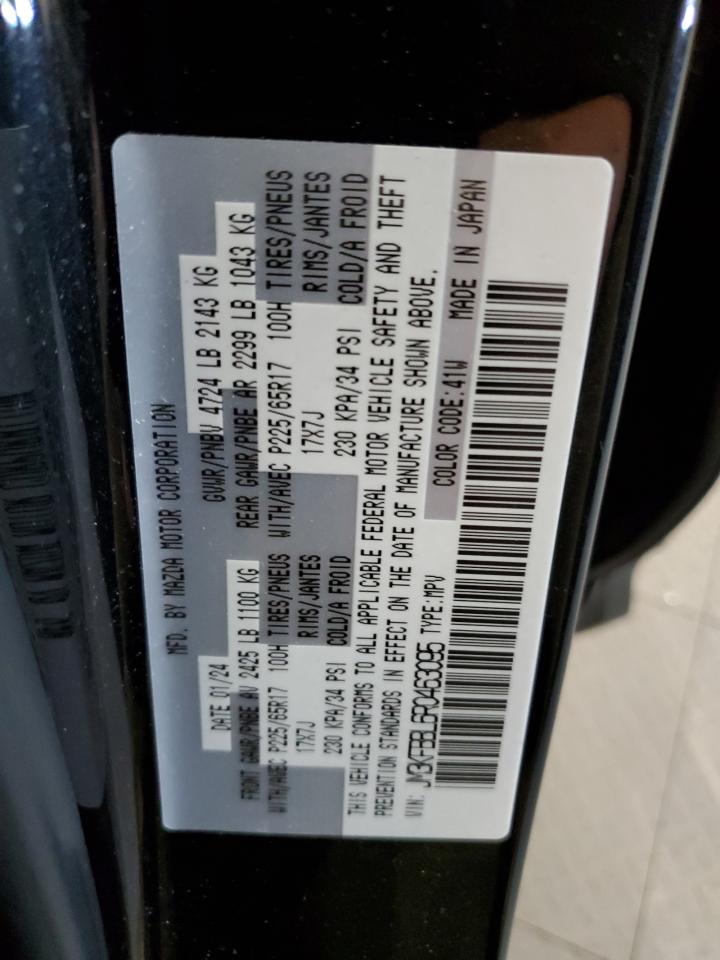 MFD. BY MAZDA MOTOR CORPORATION
DATE 01/24 GVWR/PNBV 4724 LB 2143 KG
FRONT GAWR/PNBE AV 2425 LB 1100 KG REAR GAWR/PNBE AR 2299 LB 1043 KG
WITH/AVEC P225/65R17 100H TIRES/PNEUS WITH/AVEC P225/65R17 100H TIRES/PNEUS
17X7J RIMS/JANTES 17X7J RIMS/JANTES
230 KPA/34 PSI COLD/A FROID 230 KPA/34 PSI COLD/A FROID
THIS VEHICLE CONFORMS TO ALL APPLICABLE FEDERAL MOTOR VEHICLE SAFETY AND THEFT
PREVENTION STANDARDS IN EFFECT ON THE DATE OF MANUFACTURE SHOWN ABOVE.
VIN: JM3KFBBL6R0463095 TYPE:MPV COLOR CODE:41W MADE IN JAPAN